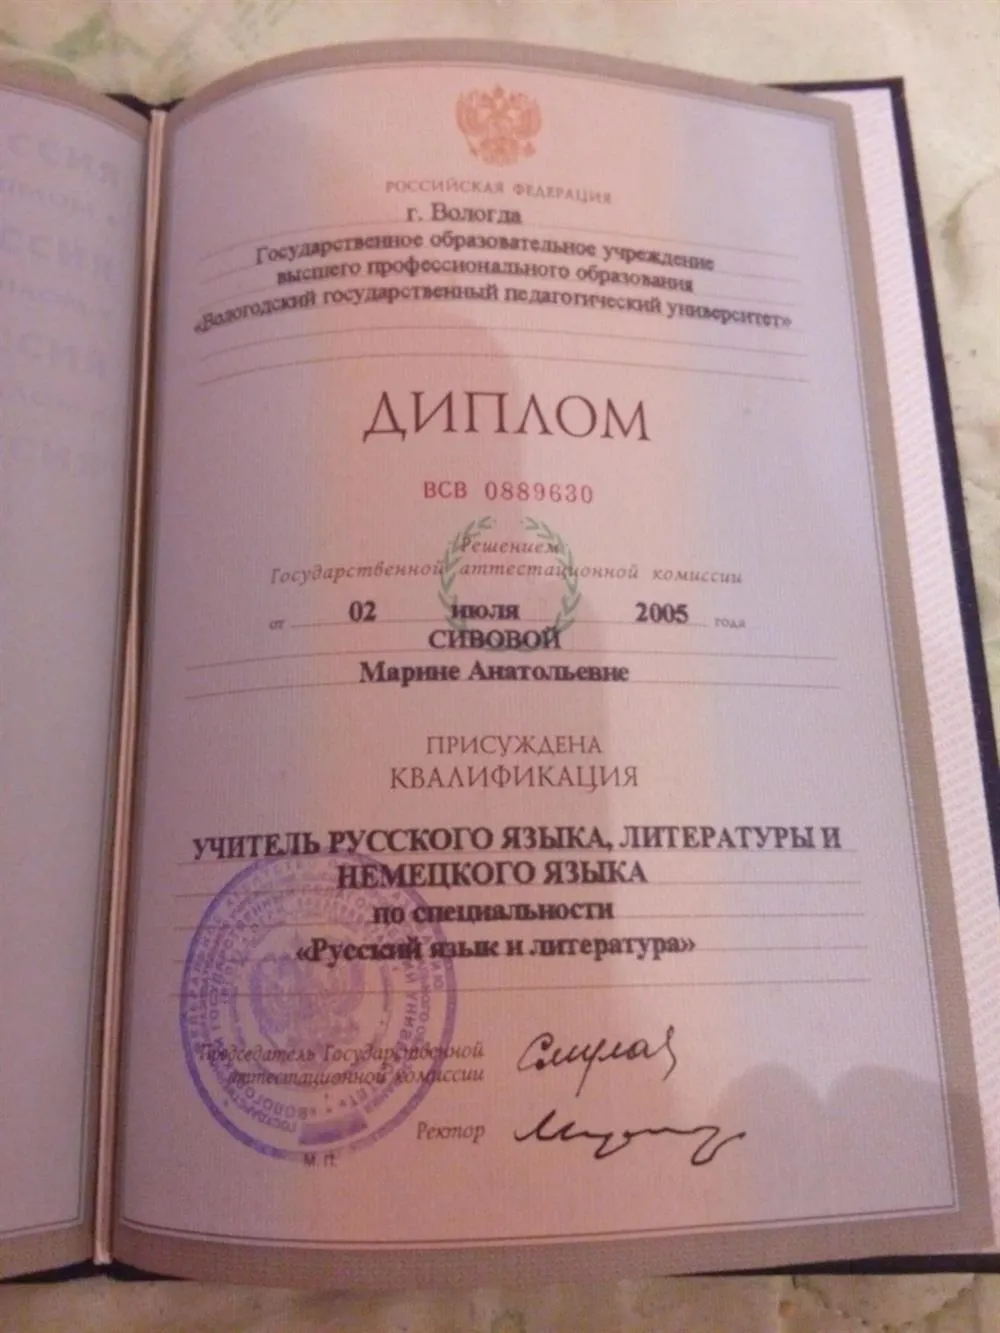 РОССИЙСКАЯ ФЕДЕРАЦИЯ
г. Вологда
Государственное образовательное учреждение
высшего профессионального образования
«Вологодский государственный педагогический университет»
ДИПЛОМ
ВСВ 0889630
Решением
Государственной аттестационной комиссии
от 02 июля 2005 года
СИВОВОЙ
Марине Анатольевне
ПРИСУЖДЕНА
КВАЛИФИКАЦИЯ
УЧИТЕЛЬ РУССКОГО ЯЗЫКА, ЛИТЕРАТУРЫ И
НЕМЕЦКОГО ЯЗЫКА
по специальности
«Русский язык и литература»
Председатель Государственной
аттестационной комиссии
Ректор
М. П.